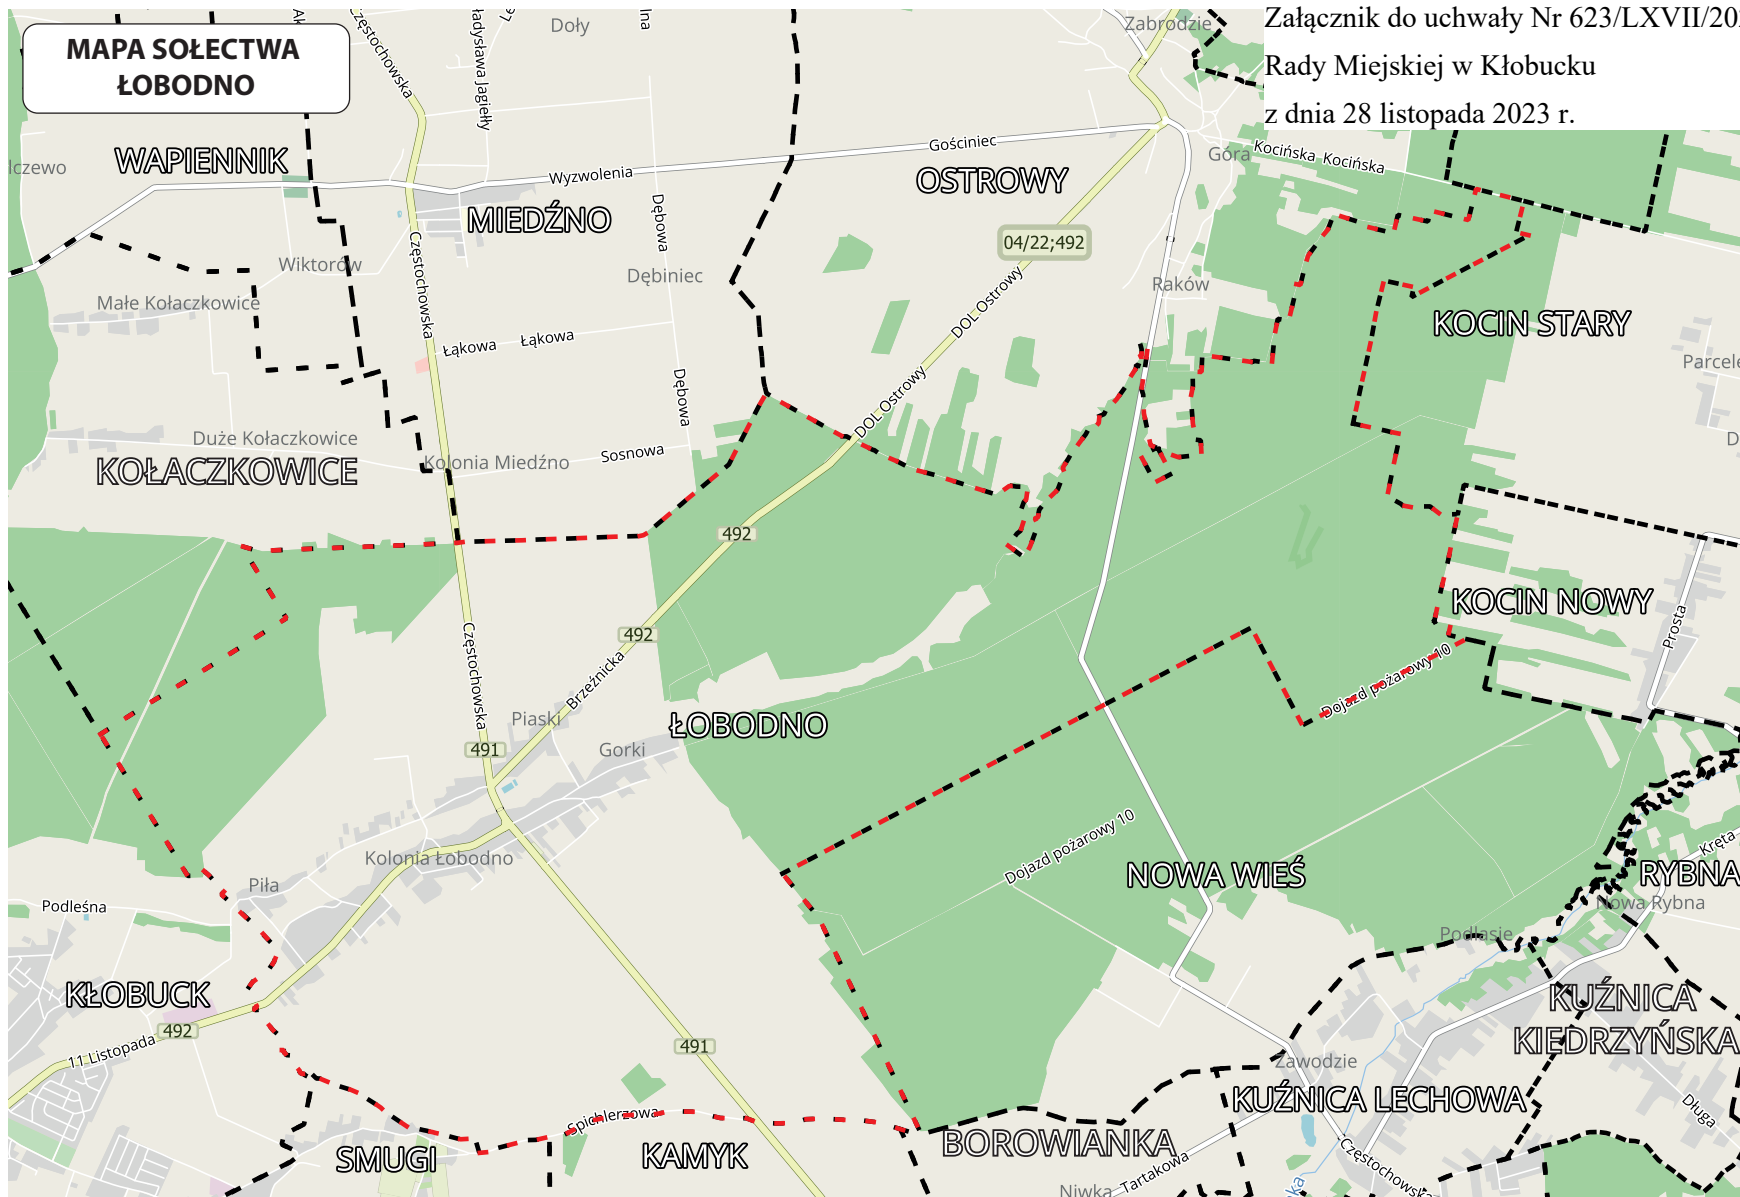 MAPA SOŁECTWA
ŁOBODNO
Załącznik do uchwały Nr 623/LXVII/202
Rady Miejskiej w Kłobucku
z dnia 28 listopada 2023 r.
Doły
Zabrodzie
Częstochowska
ładysława Jagiełły
lna
WAPIENNIK
lczewo
Gościniec
Góra
Kocińska Kocińska
Wyzwolenia
OSTROWY
MIEDŹNO
Dębowa
Częstochowska
04/22;492
Wiktorów
Dębiniec
Raków
Małe Kołaczkowice
DOL Ostrowy
KOCIN STARY
Łąkowa
Łąkowa
Parcele
Dębowa
DOL Ostrowy
Duże Kołaczkowice
KOŁACZKOWICE
Kolonia Miedźno
Sosnowa
492
KOCIN NOWY
Prosta
492
Częstochowska
Brzeźnicka
Dojazd pożarowy 10
Piaski
ŁOBODNO
491
Gorki
Dojazd pożarowy 10
Kolonia Łobodno
Kręta
NOWA WIEŚ
RYBNA
Piła
Podleśna
Nowa Rybna
Podlasie
KŁOBUCK
KUŹNICA
KIEDRZYŃSKA
492
11 Listopada
491
Zawodzie
KUŹNICA LECHOWA
Spichlerzowa
Długa
SMUGI
KAMYK
BOROWIANKA
Częstochowska
Tartakowa
Niwka